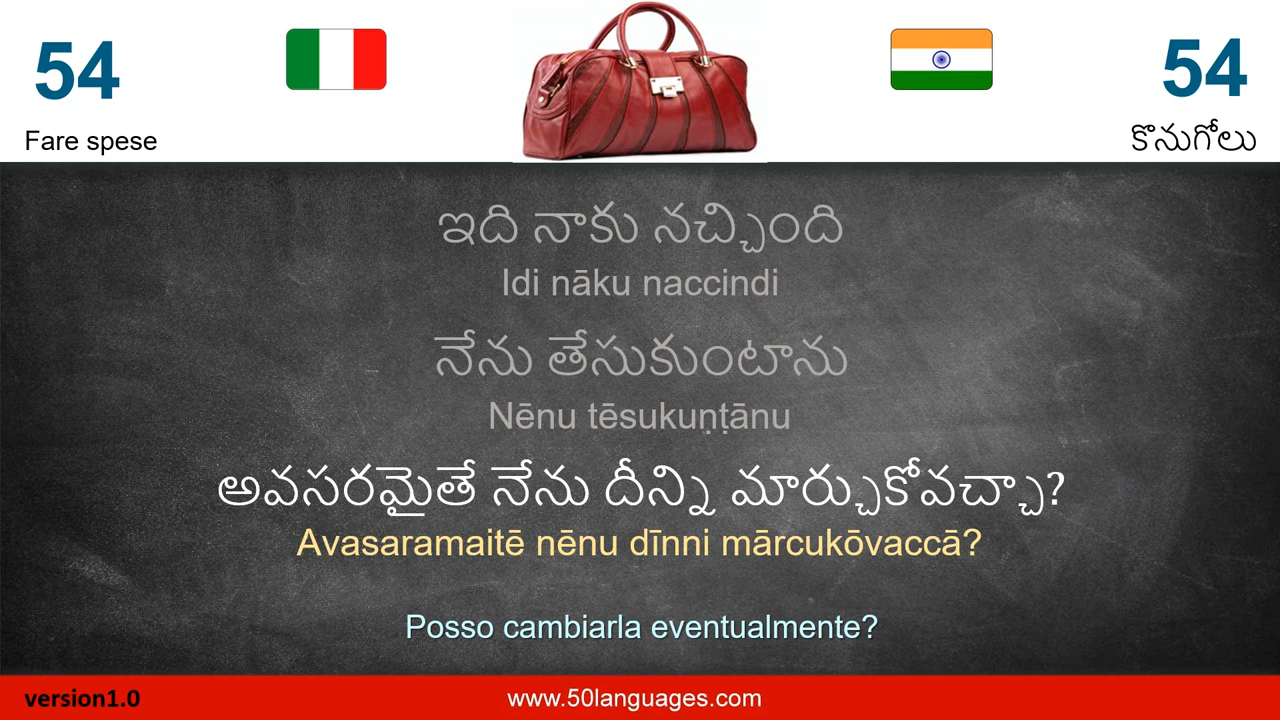 54
54
Fare spese
కొనుగోలు
ఇది నాకు నచ్చింది
Idi nāku naccindi
నేను తేసుకుంటాను
Nēnu tēsukuṇṭānu
అవసరమైతే నేను దీన్ని మార్చుకోవచ్చా?
Avasaramaitē nēnu dīnni mārcukōvaccā?
Posso cambiarla eventualmente?
version1.0
www.50languages.com